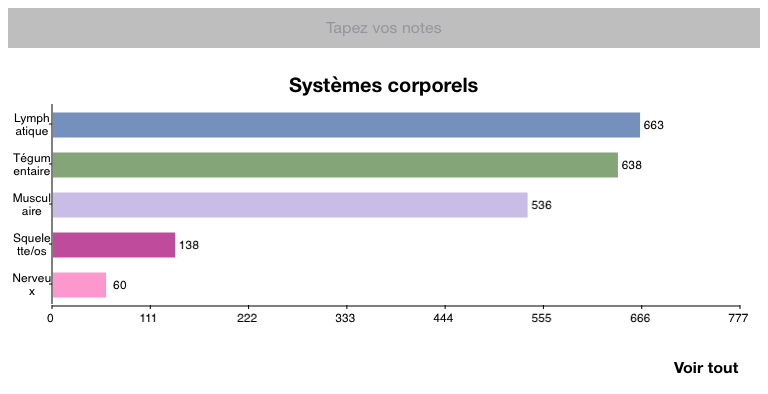 Tapez vos notes
Systèmes corporels
Lymph
atique
663
Tégum
entaire
638
Muscul
aire
536
Squele
tte/os
138
Nerveu
x
60
0 111 222 333 444 555 666 777
Voir tout